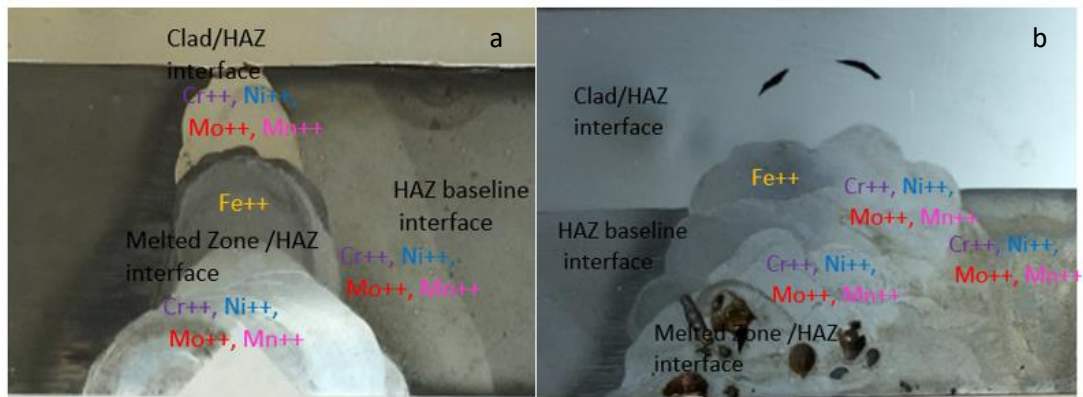 a
Clad/HAZ
interface
Cr++, Ni++,
Mo++, Mn++
Fe++
HAZ baseline
interface
Melted Zone /HAZ
interface
Cr++, Ni++,
Mo++, Mn++
Cr++, Ni++,
Mo++, Mn++
b
Clad/HAZ
interface
Fe++
Cr++, Ni++,
Mo++, Mn++
HAZ baseline
interface
Cr++, Ni++,
Mo++, Mn++
Cr++, Ni++,
Mo++, Mn++
Melted Zone /HAZ
interface